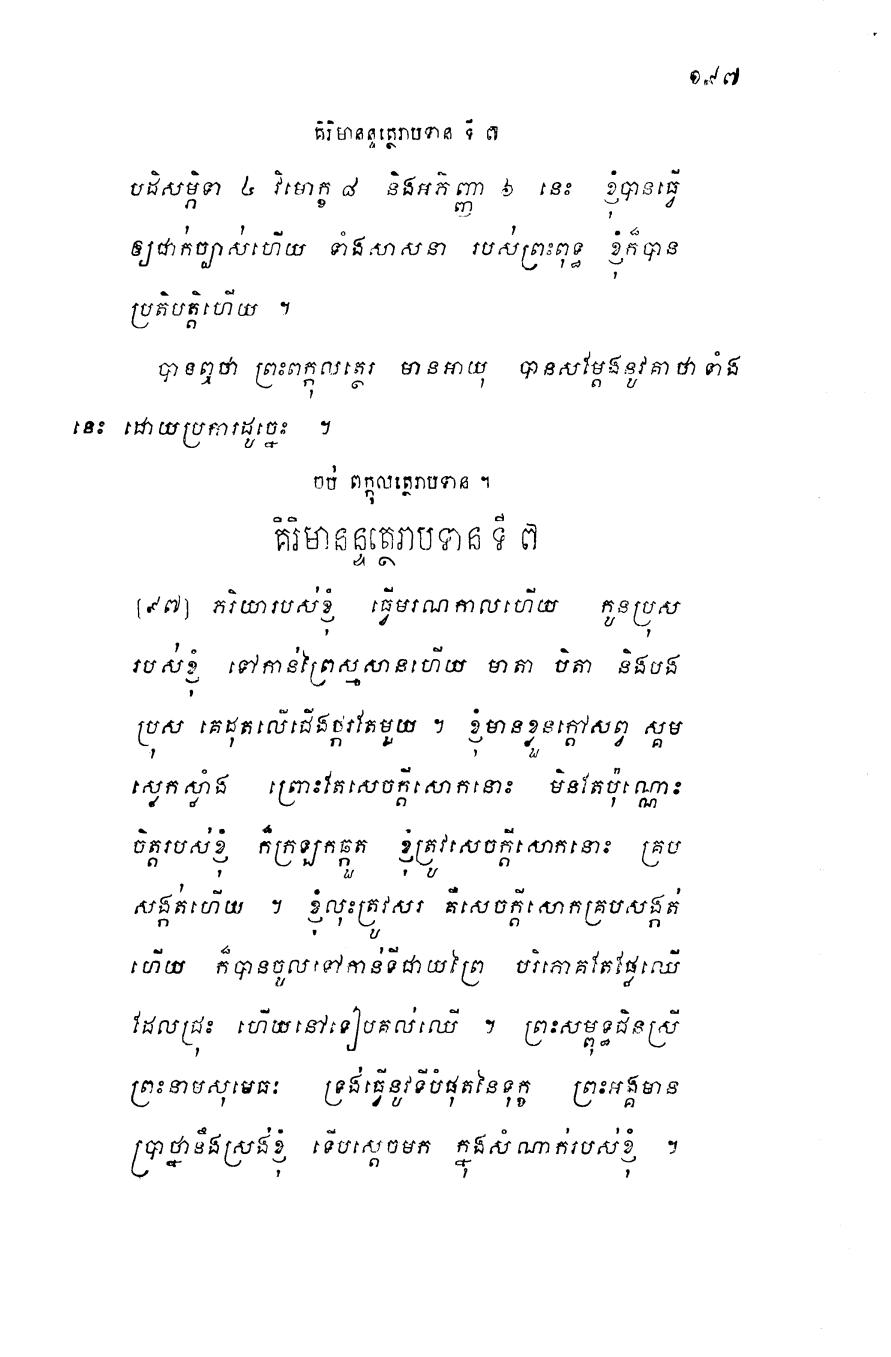 ១៩៧
គិរិមានន្ទត្ថេរាបទាន ទី ៧
បដិសម្ភិទា ៤ វិមោក្ខ ៨ និងអភិញ្ញា ៦ នេះ ខ្ញុំបានធ្វើ
ឲ្យជាក់ច្បាស់ហើយ ទាំងសាសនា របស់ព្រះពុទ្ធ ខ្ញុំក៏បាន
ប្រតិបត្តិហើយ ។
បានឮថា ព្រះពក្កុលត្ថេរ មានអាយុ បានសម្ដែងនូវគាថាទាំង
នេះ ដោយប្រការដូច្នេះ ។
ចប់ ពក្កុលត្ថេរាបទាន ។
គិរិមានន្ទត្ថេរាបទាន ទី ៧
[៩៧] ភរិយារបស់ខ្ញុំ ធ្វើមរណកាលហើយ កូនប្រុស
របស់ខ្ញុំ ទៅកាន់ព្រៃស្មសានហើយ មាតា បិតា និងបង
ប្រុស គេដុតលើជើងថ្ករតែមួយ ។ ខ្ញុំមានខ្លួនក្ដៅសព្វ ស្គម
ស្លេកស្លាំង ព្រោះតែសេចក្ដីសោកនោះ មិនតែប៉ុណ្ណោះ
ចិត្តរបស់ខ្ញុំ ក៏ក្រឡកឆ្កួត ខ្ញុំត្រូវសេចក្ដីសោកនោះ គ្រប
សង្កត់ហើយ ។ ខ្ញុំលុះត្រូវសរ គឺសេចក្ដីសោកគ្របសង្កត់
ហើយ ក៏បានចូលទៅកាន់ទីជាយព្រៃ បរិភោគតែផ្លែឈើ
ដែលជ្រុះ ហើយនៅទៀបគល់ឈើ ។ ព្រះសម្ពុទ្ធជិនស្រី
ព្រះនាមសុមេធះ ទ្រង់ធ្វើនូវទីបំផុតនៃទុក្ខ ព្រះអង្គមាន
ប្រាថ្នានឹងស្រង់ខ្ញុំ ទើបស្ដេចមក ក្នុងសំណាក់របស់ខ្ញុំ ។